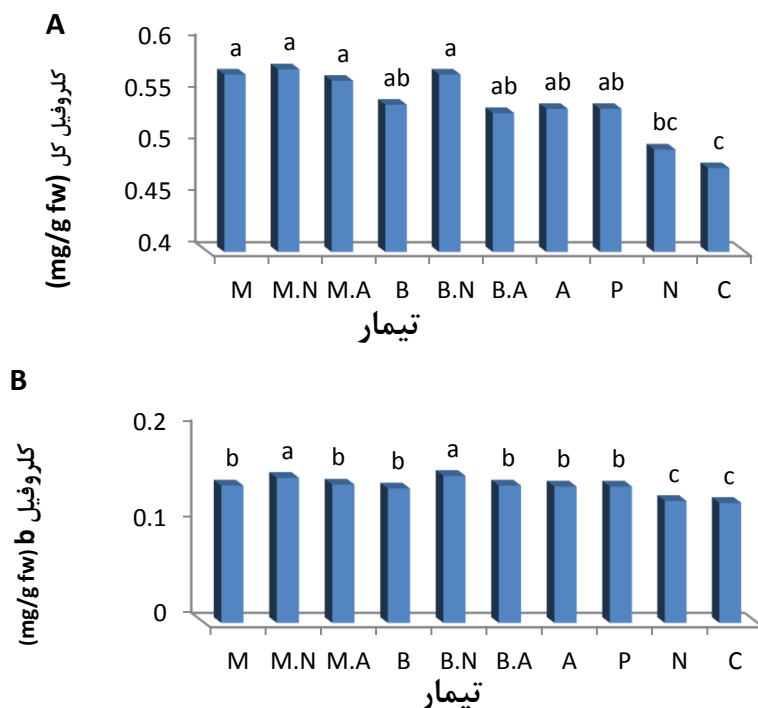 A
کلروفیل کل
(mg/g fw)
0.6
0.55
0.5
0.45
0.4
a a a ab a ab ab ab bc c
M M.N M.A B B.N B.A A P N C
تیمار
B
کلروفیل b (mg/g fw)
0.2
0.1
0
b a b b a b b b c c
M M.N M.A B B.N B.A A P N C
تیمار